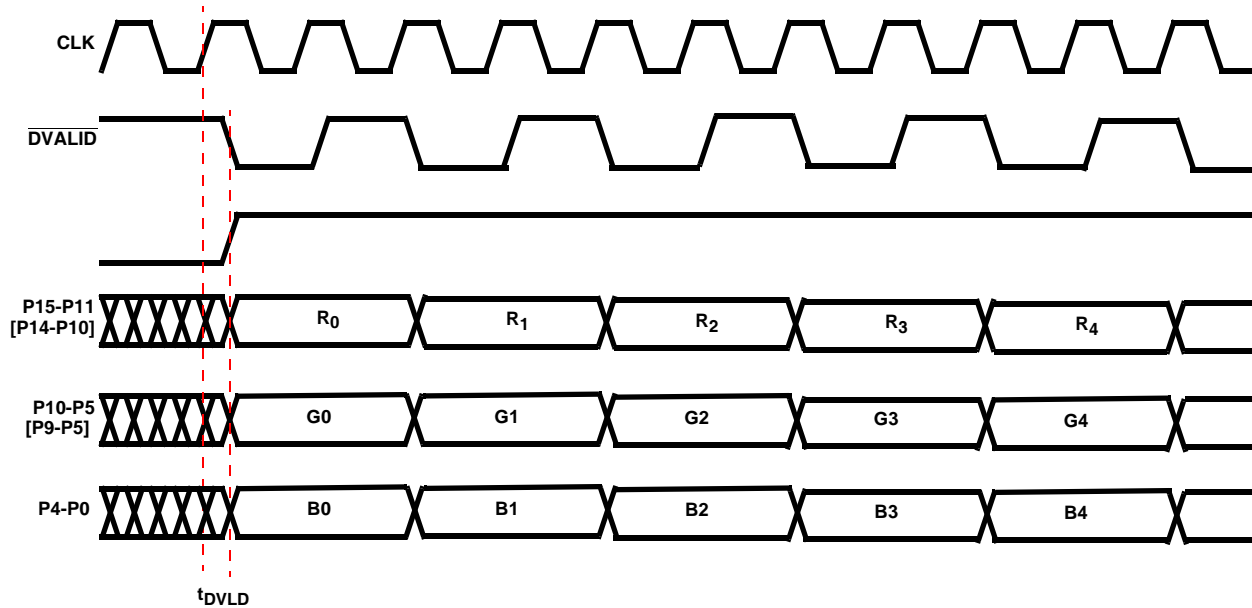 CLK
DVALID
P15-P11
[P14-P10]
R0
R1
R2
R3
R4
P10-P5
[P9-P5]
G0
G1
G2
G3
G4
P4-P0
B0
B1
B2
B3
B4
tDVLD